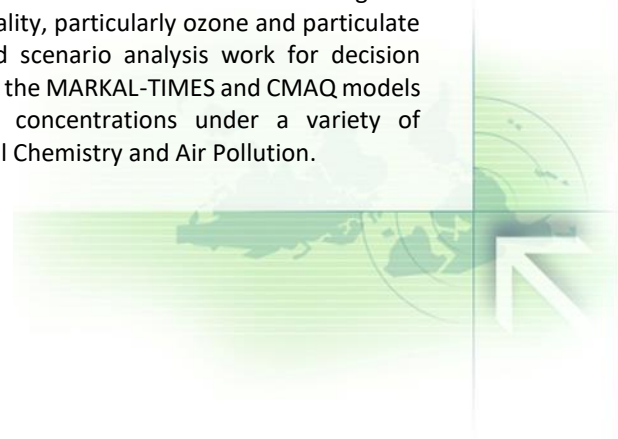 ality, particularly ozone and particulate
d scenario analysis work for decision
the MARKAL-TIMES and CMAQ models
concentrations under a variety of
l Chemistry and Air Pollution.